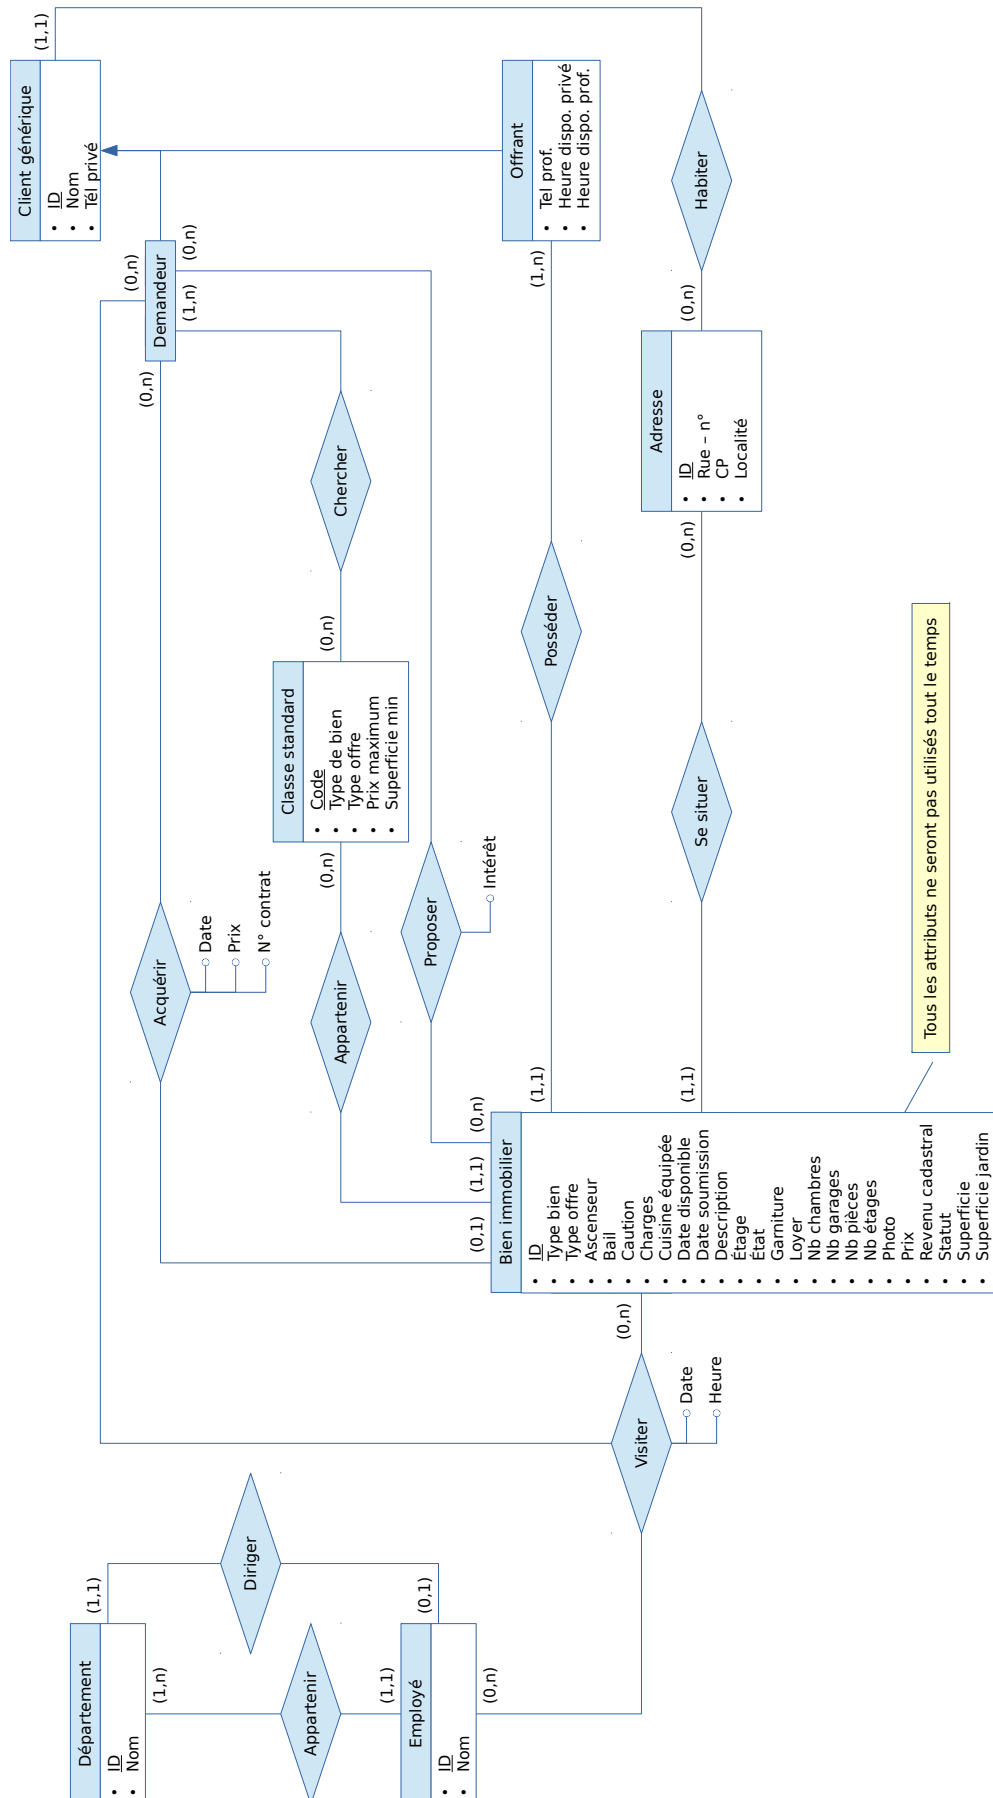 Département
• ID
• Nom
(1,1)
(1,n)
Diriger
Appartenir
(0,1)
(1,1)
Employé
• ID
• Nom
(0,n)
Visiter
Date
Heure
(0,n)
Bien immobilier
• ID
• Type bien
• Type offre
• Ascenseur
• Bail
• Caution
• Charges
• Cuisine équipée
• Date disponible
• Date soumission
• Description
• Étage
• État
• Garniture
• Loyer
• Nb chambres
• Nb garages
• Nb pièces
• Nb étages
• Photo
• Prix
• Revenu cadastral
• Statut
• Superficie
• Superficie jardin
(0,1)
(1,1)
(0,n)
(1,1)
(1,1)
Tous les attributs ne seront pas utilisés tout le temps
Acquérir
Date
Prix
N° contrat
Appartenir
Proposer
Intérêt
(0,n)
Classe standard
• Code
• Type de bien
• Type offre
• Prix maximum
• Superficie min
(0,n)
Chercher
Posséder
Se situer
(0,n)
Adresse
• ID
• Rue – n°
• CP
• Localité
(0,n)
Habiter
(0,n)
Demandeur
(0,n)
(1,n)
(0,n)
(1,n)
Offrant
• Tel prof.
• Heure dispo. privé
• Heure dispo. prof.
Client générique
• ID
• Nom
• Tél privé
(1,1)